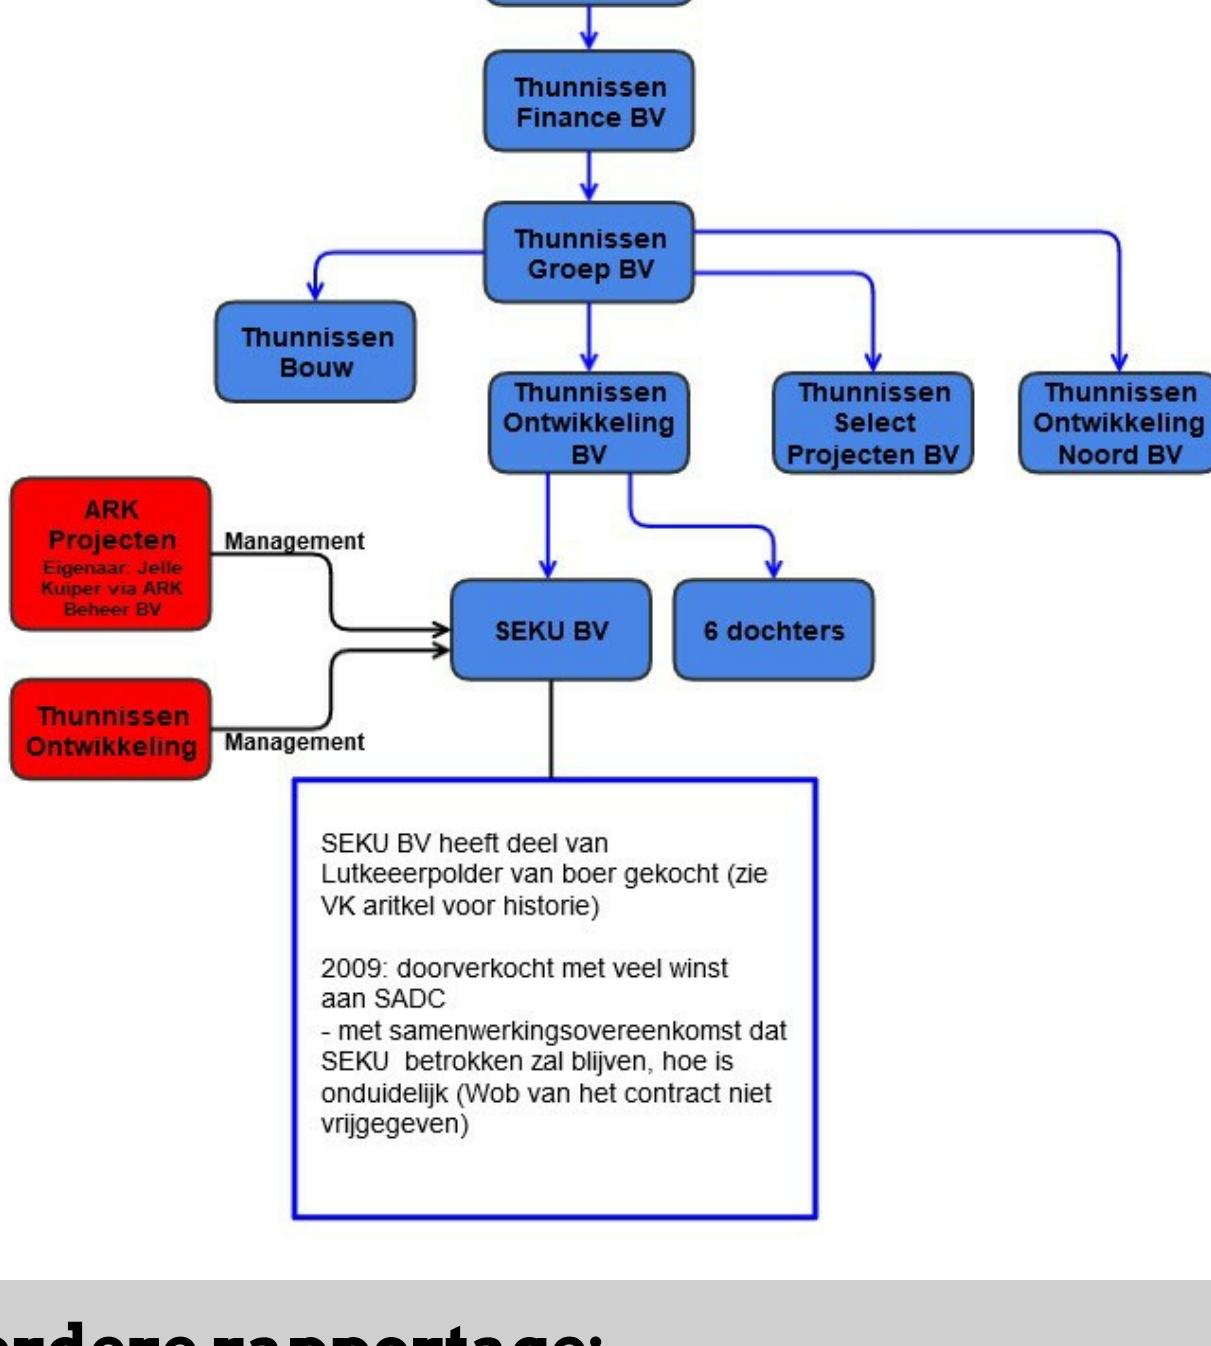 Thunnissen
Finance BV
Thunnissen
Groep BV
Thunnissen
Bouw
Thunnissen
Ontwikkeling
BV
Thunnissen
Select
Projecten BV
Thunnissen
Ontwikkeling
Noord BV
ARK
Projecten
Eigenaar: Jelle
Kuiper via ARK
Beheer BV
Management
SEKU BV
6 dochters
Thunnissen
Ontwikkeling
Management
SEKU BV heeft deel van
Lutkeeerpolder van boer gekocht (zie
VK aritkel voor historie)
2009: doorverkocht met veel winst
aan SADC
- met samenwerkingsovereenkomst dat
SEKU  betrokken zal blijven, hoe is
onduidelijk (Wob van het contract niet
vrijgegeven)
rapportage: